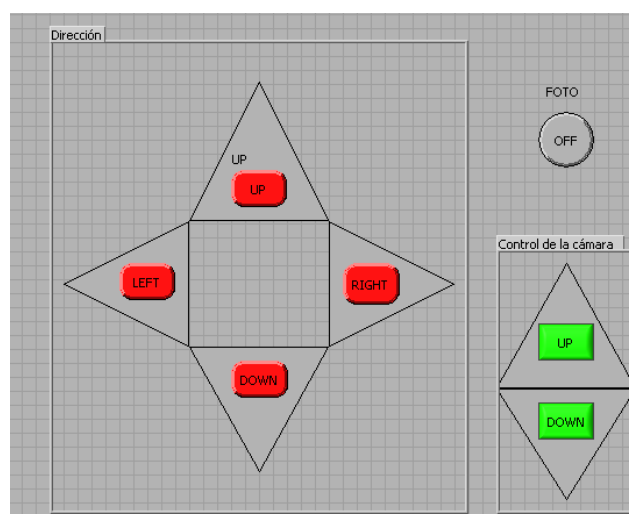 Dirección
UP
UP
LEFT
RIGHT
DOWN
FOTO
OFF
Control de la cámara
UP
DOWN